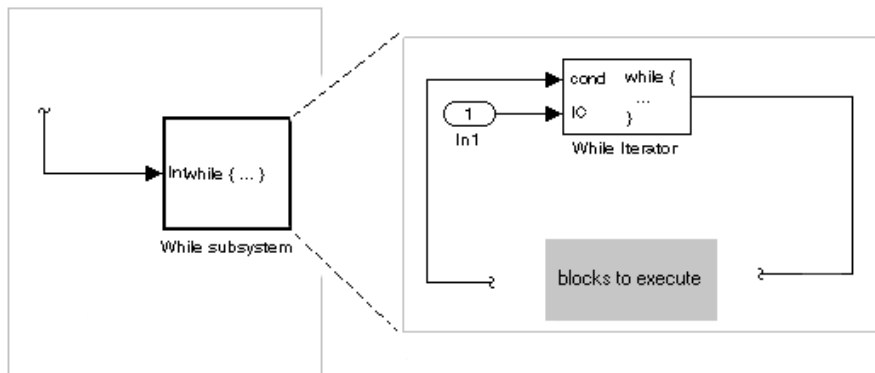 Inwhile { ... }
While subsystem
cond while {
...
IC }
1
In1
While Iterator
blocks to execute